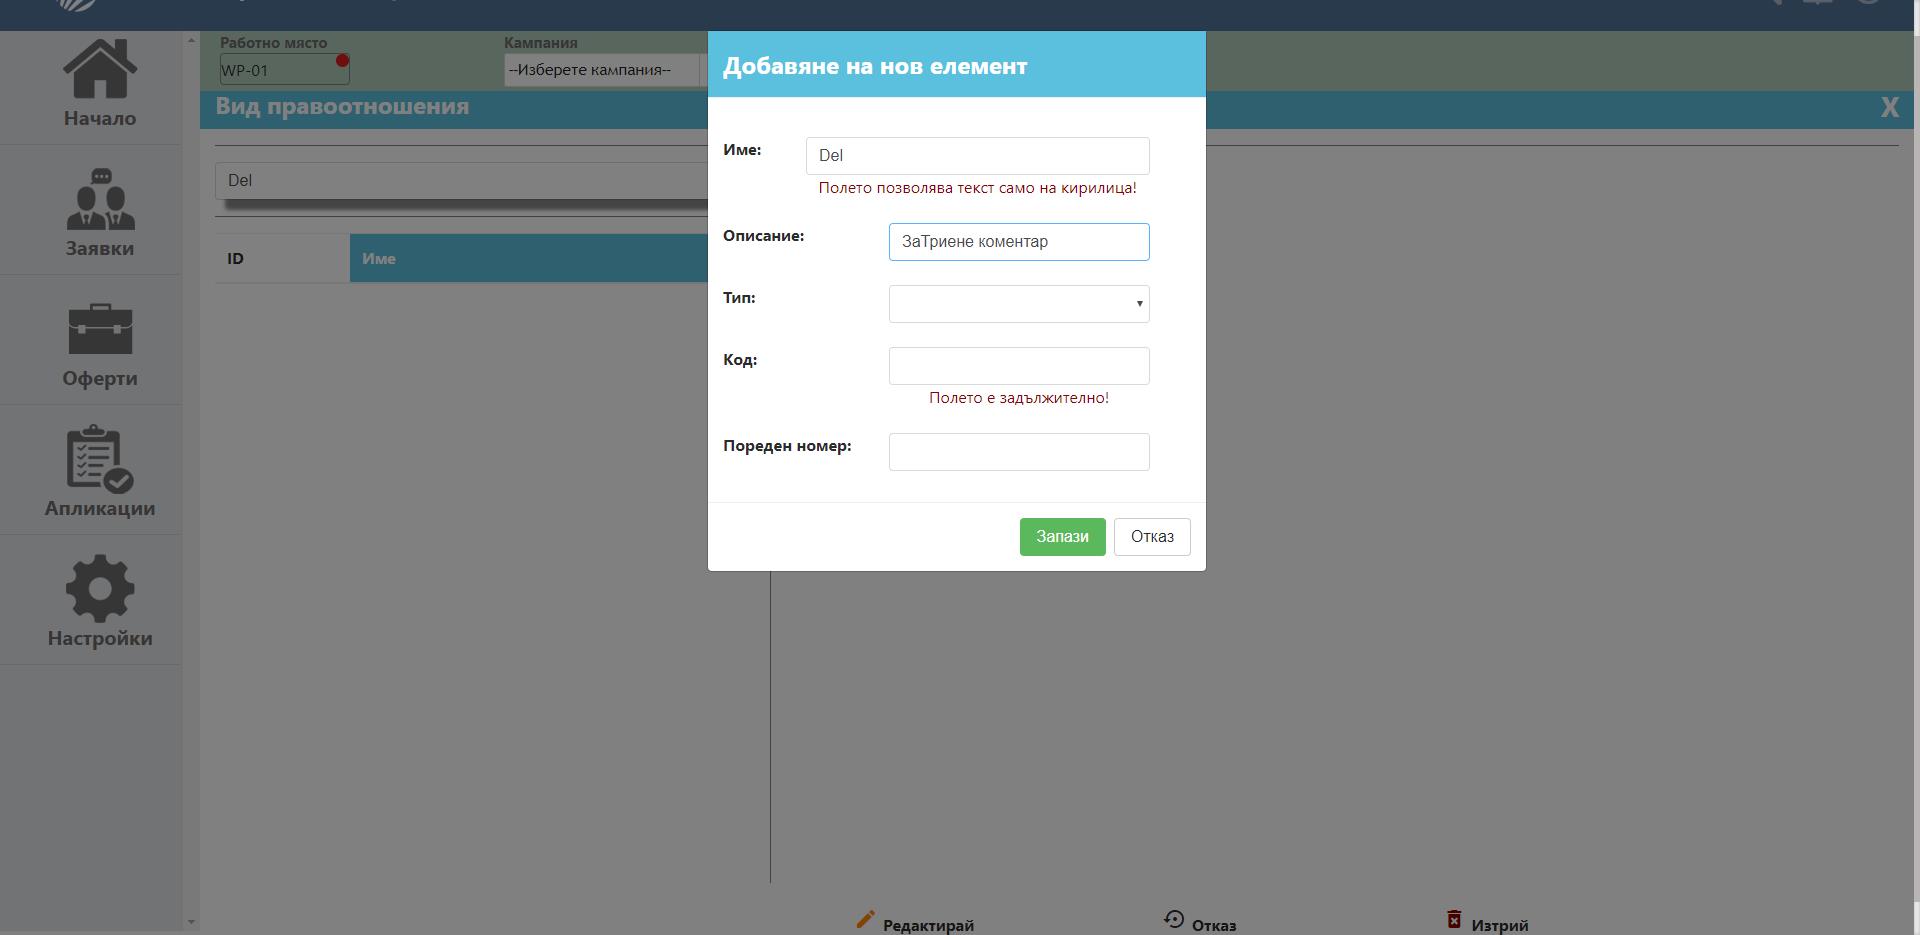 Работно място
Кампания
WP-01
--Изберете кампания--
Вид правоотношения
X
Начало
Заявки
Оферти
Апликации
Настройки
Del
ID
Име
Добавяне на нов елемент
Име:
Del
Полето позволява текст само на кирилица!
Описание:
ЗаТриене коментар
Тип:
Код:
Полето е задължително!
Пореден номер:
Запази
Отказ
Редактирай
Отказ
Изтрий